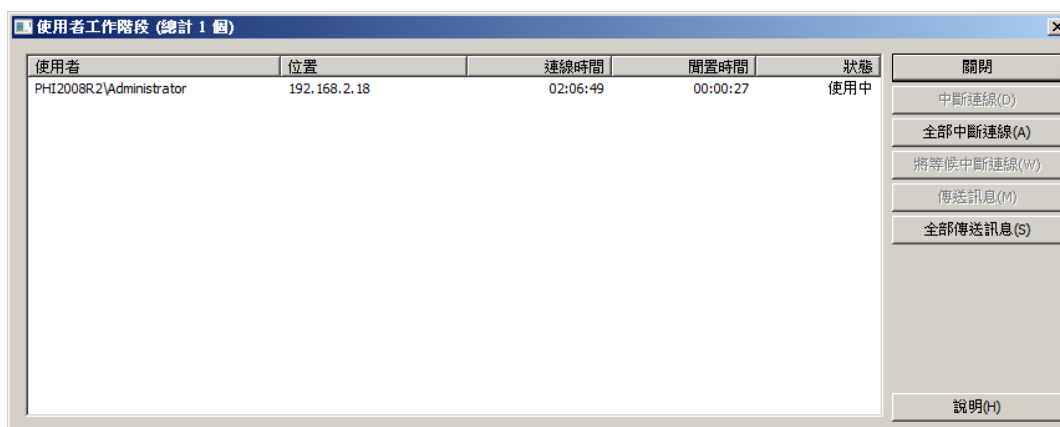 使用者工作階段 (總計 1 個)
使用者 位置 連線時間 閒置時間 狀態
PHI2008R2\Administrator 192.168.2.18 02:06:49 00:00:27 使用中
關閉
中斷連線(D)
全部中斷連線(A)
將等候中斷連線(W)
傳送訊息(M)
全部傳送訊息(S)
說明(H)